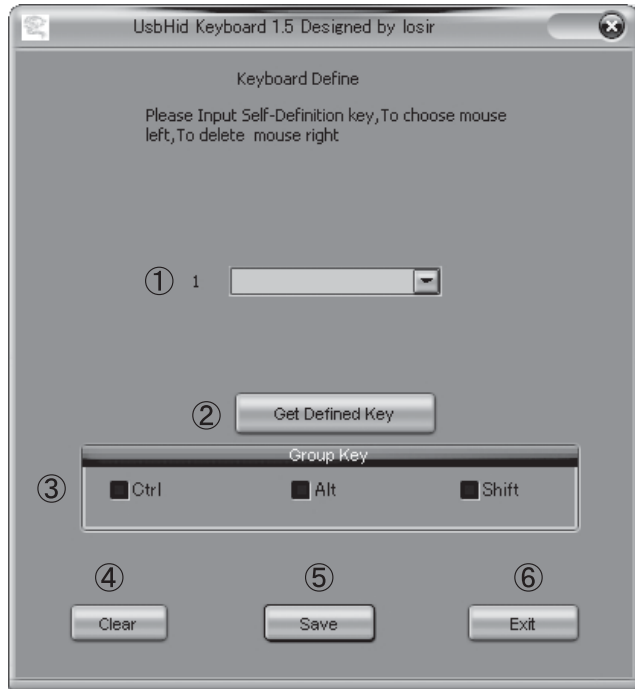 UsbHid Keyboard 1.5 Designed by losir
Keyboard Define
Please Input Self-Definition key,To choose mouse
left,To delete mouse right
① 1
② Get Defined Key
Group Key
③ Ctrl Alt Shift
④ ⑤ ⑥
Clear Save Exit